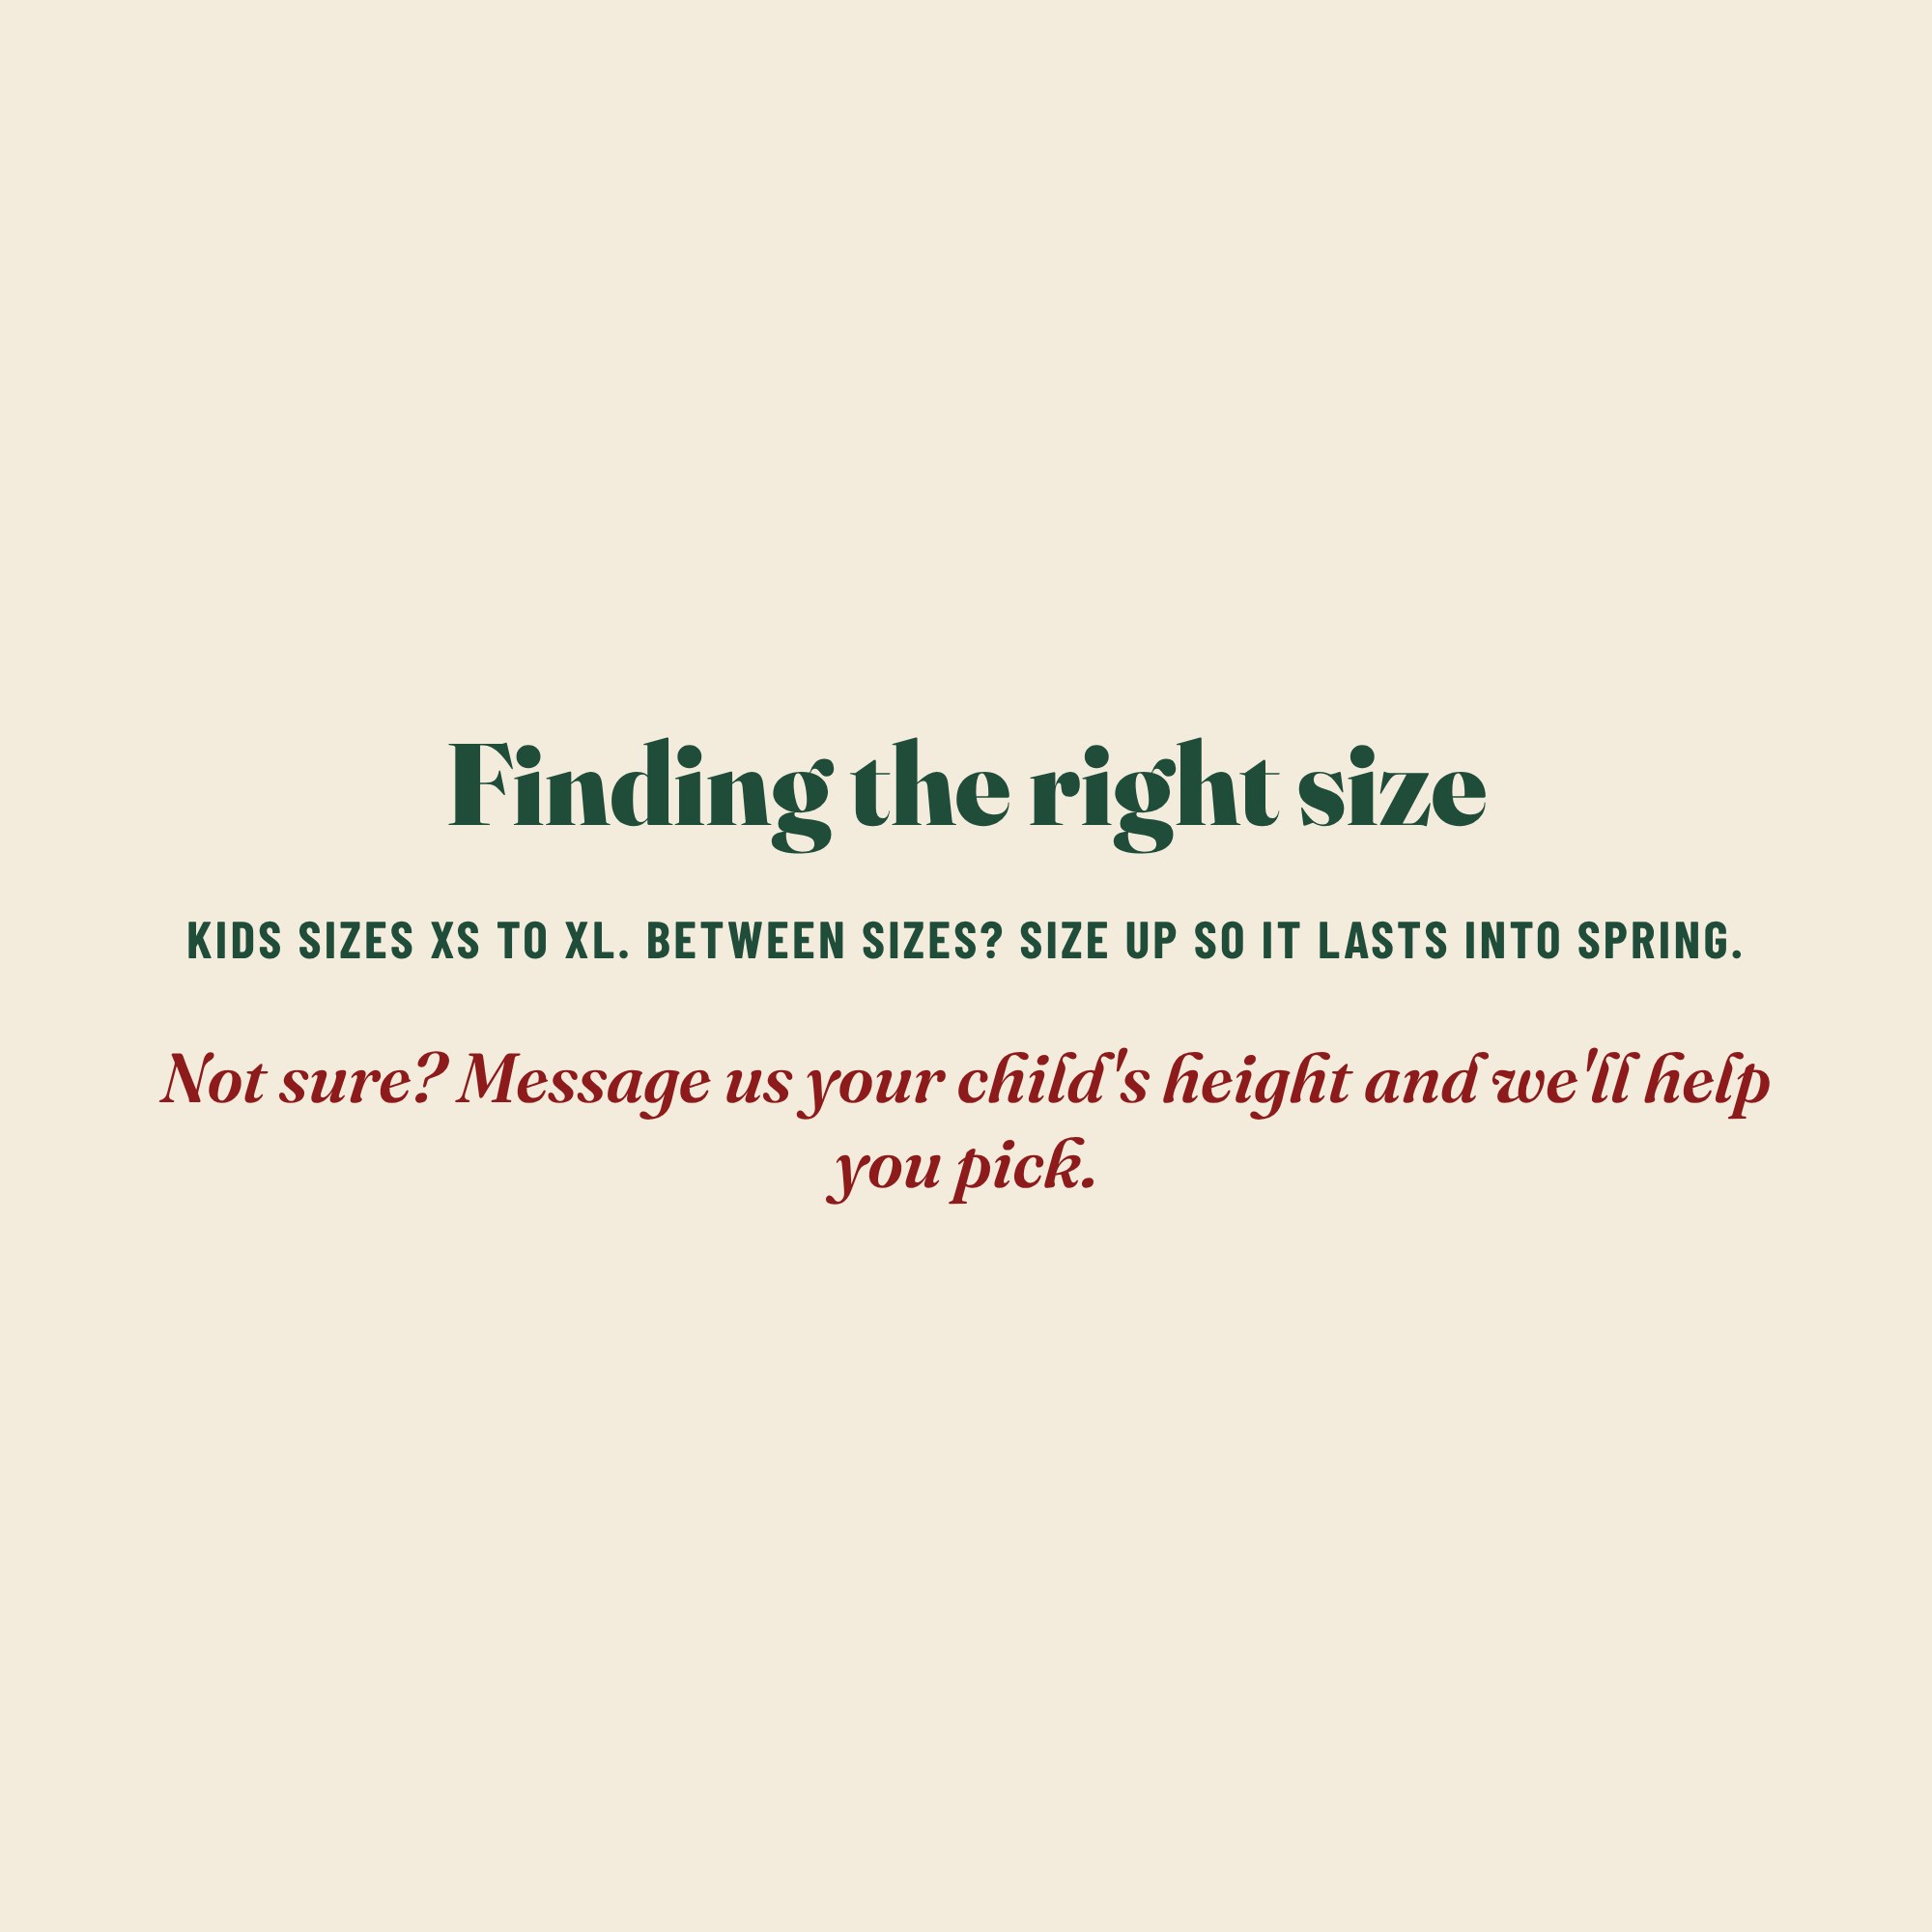 Finding the right size
KIDS SIZES XS TO XL. BETWEEN SIZES? SIZE UP SO IT LASTS INTO SPRING.
Not sure? Message us your child's height and we'll help
you pick.